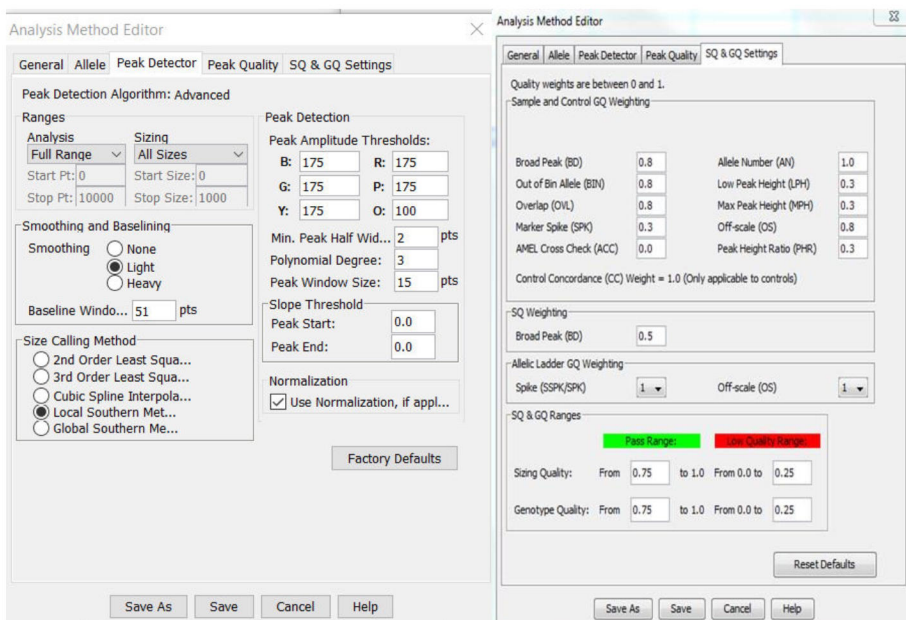 Analysis Method Editor
General Allele Peak Detector Peak Quality SQ & GQ Settings
Peak Detection Algorithm: Advanced
Ranges
Analysis Sizing
Full Range All Sizes
Start Pt: 0 Start Size: 0
Stop Pt: 10000 Stop Size: 1000
Smoothing and Baselining
Smoothing None
Light
Heavy
Baseline Windo... 51 pts
Size Calling Method
2nd Order Least Squa...
3rd Order Least Squa...
Cubic Spline Interpola...
Local Southern Met...
Global Southern Me...
Peak Detection
Peak Amplitude Thresholds:
B: 175 R: 175
G: 175 P: 175
Y: 175 O: 100
Min. Peak Half Wid... 2 pts
Polynomial Degree: 3
Peak Window Size: 15 pts
Slope Threshold
Peak Start: 0.0
Peak End: 0.0
Normalization
Use Normalization, if appl...
Factory Defaults
Save As Save Cancel Help
Analysis Method Editor
General Allele Peak Detector Peak Quality SQ & GQ Settings
Quality weights are between 0 and 1.
Sample and Control GQ Weighting
Broad Peak (BD) 0.8 Allele Number (AN) 1.0
Out of Bin Allele (BIN) 0.8 Low Peak Height (LPH) 0.3
Overlap (OVL) 0.8 Max Peak Height (MPH) 0.3
Marker Spike (SPK) 0.3 Off-scale (OS) 0.8
AMEL Cross Check (ACC) 0.0 Peak Height Ratio (PHR) 0.3
Control Concordance (CC) Weight = 1.0 (Only applicable to controls)
SQ Weighting
Broad Peak (BD) 0.5
Allelic Ladder GQ Weighting
Spike (SSPK/SPK) 1 Off-scale (OS) 1
SQ & GQ Ranges
Pass Range: Low Quality Range:
Sizing Quality: From 0.75 to 1.0 From 0.0 to 0.25
Genotype Quality: From 0.75 to 1.0 From 0.0 to 0.25
Reset Defaults
Save As Save Cancel Help